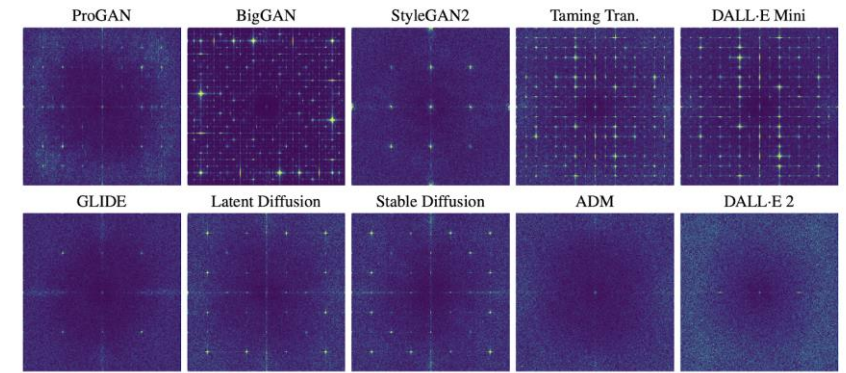 ProGAN BigGAN StyleGAN2 Taming Tran. DALL·E Mini
GLIDE Latent Diffusion Stable Diffusion ADM DALL·E 2